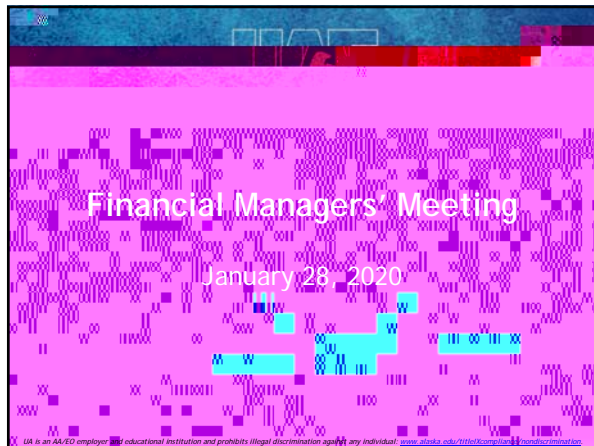 UAF
Financial Managers' Meeting
January 28, 2020
UA is an AA/EO employer and educational institution and prohibits illegal discrimination against any individual: www.alaska.edu/titleIXcompliance/nondiscrimination.